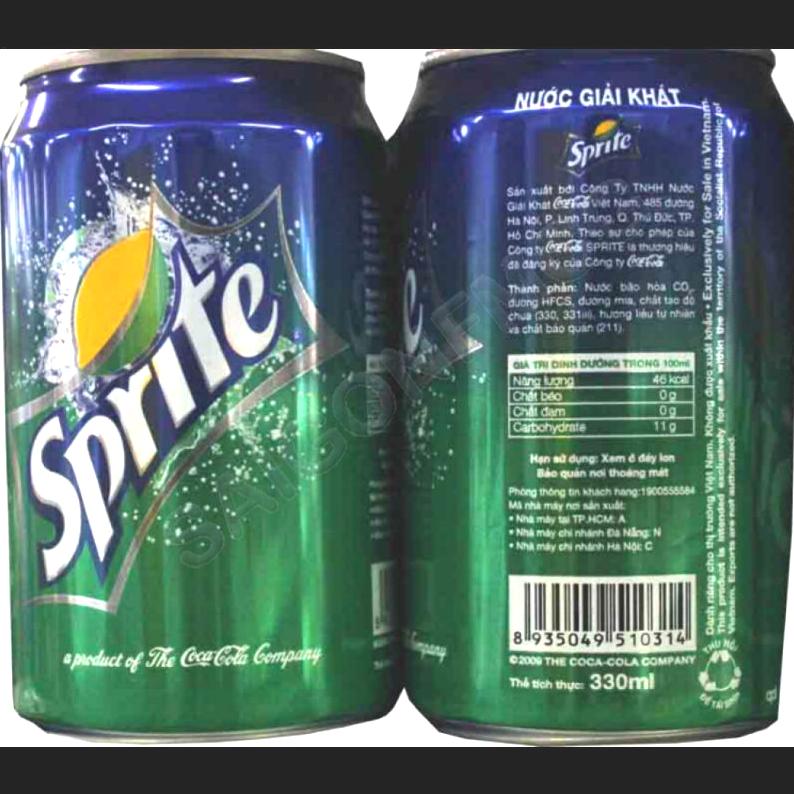 Sprite
a product of The Coca-Cola Company
NƯỚC GIẢI KHÁT
Sprite
Sản xuất bởi Công Ty TNHH Nước
Giải Khát Coca-Cola Việt Nam, 485 đường
Hà Nội, P. Linh Trung, Q. Thủ Đức, TP.
Hồ Chí Minh. Theo sự cho phép của
Công ty Coca-Cola SPRITE là thương hiệu
đã đăng ký của Công ty Coca-Cola
Thành phần: Nước bão hòa CO2,
đường HFCS, đường mía, chất tạo độ
chua (330, 331iii), hương liệu tự nhiên
và chất bảo quản (211).
GIÁ TRỊ DINH DƯỠNG TRONG 100ml
Năng lượng 46 kcal
Chất béo 0 g
Chất đạm 0 g
Carbohydrate 11 g
Hạn sử dụng: Xem ở đáy lon
Bảo quản nơi thoáng mát
Phòng thông tin khách hàng:1900555584
Mã nhà máy nơi sản xuất:
• Nhà máy tại TP.HCM: A
• Nhà máy chi nhánh Đà Nẵng: N
• Nhà máy chi nhánh Hà Nội: C
8 935049 510314
©2009 THE COCA-COLA COMPANY
Thể tích thực: 330ml
Dành riêng cho thị trường Việt Nam. Không được xuất khẩu • Exclusively for Sale in Vietnam.
This product is intended exclusively for sale within the territory of the Socialist Republic of
Vietnam. Exports are not authorized.
THU HỒI
ĐỂ TÁI SINH
e
ompany